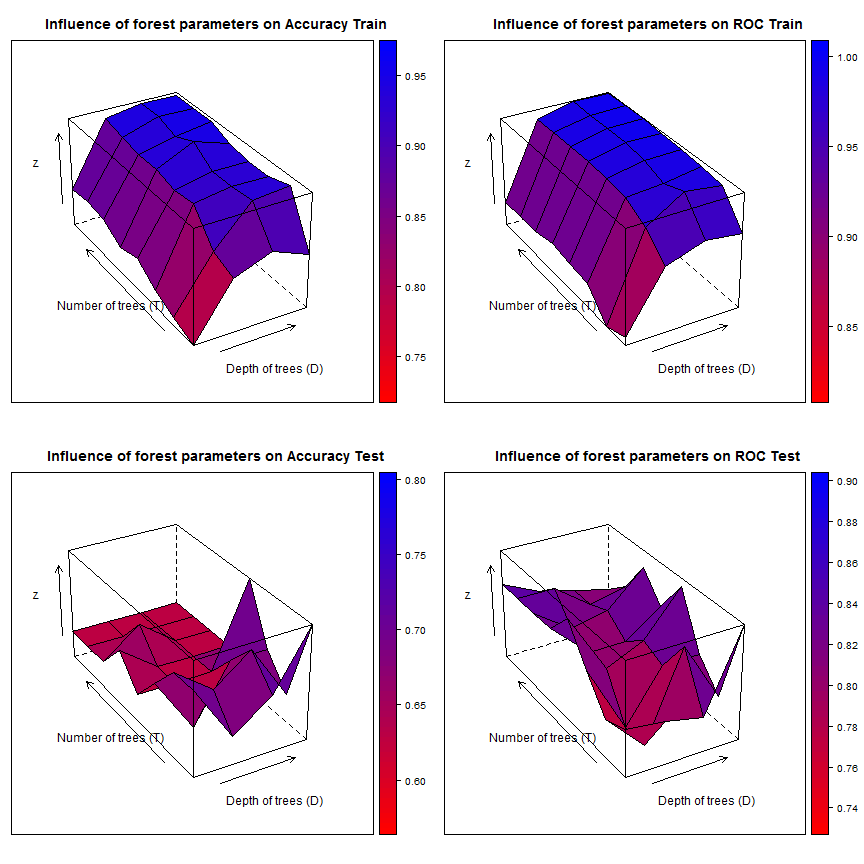 Influence of forest parameters on Accuracy Train
0.95
0.90
0.85
0.80
0.75
Z
Number of trees (T)
Depth of trees (D)
Influence of forest parameters on ROC Train
1.00
0.95
0.90
0.85
Z
Number of trees (T)
Depth of trees (D)
Influence of forest parameters on Accuracy Test
0.80
0.75
0.70
0.65
0.60
Z
Number of trees (T)
Depth of trees (D)
Influence of forest parameters on ROC Test
0.90
0.88
0.86
0.84
0.82
0.80
0.78
0.76
0.74
Z
Number of trees (T)
Depth of trees (D)